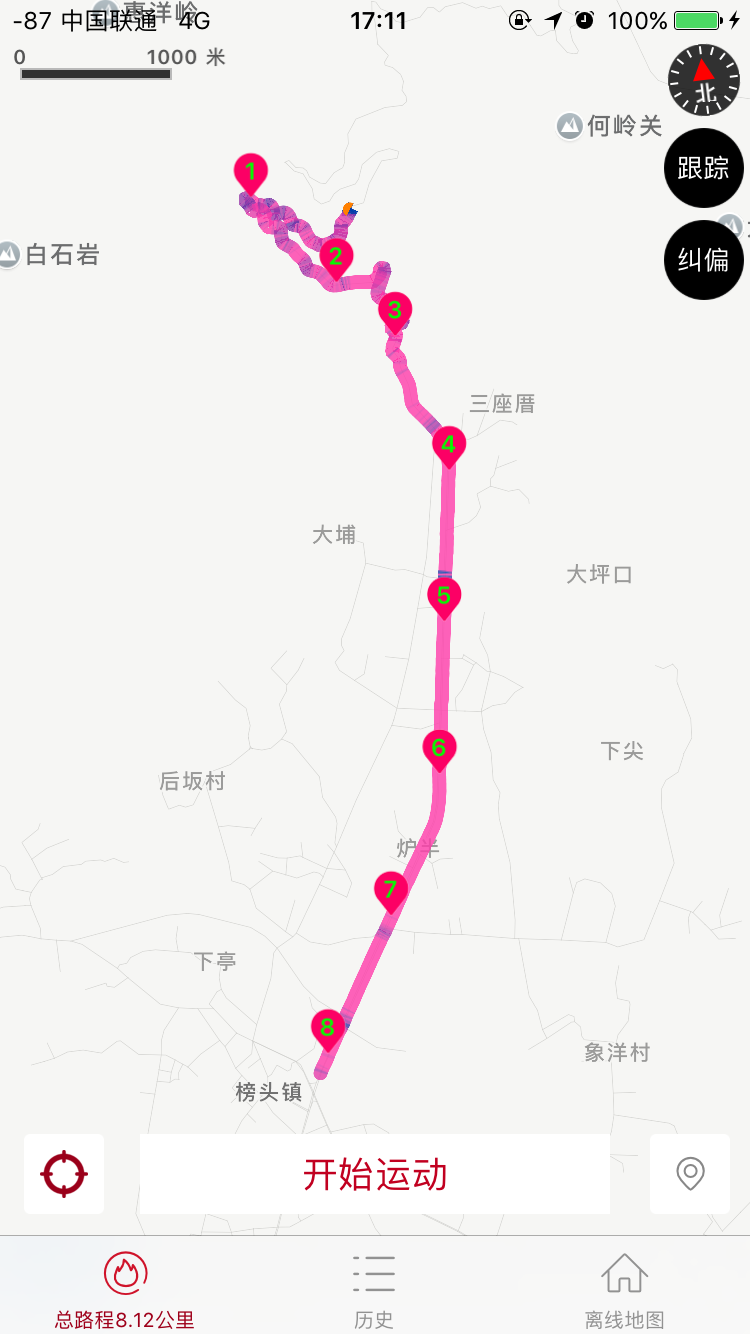 -87 中国联通 4G 17:11 100%
惠洋岭
0 1000 米
北
何岭关
跟踪
白石岩
纠偏
1
2
3
三座厝
4
大埔
大坪口
5
6
下尖
后坂村
炉半
7
下亭
8
象洋村
榜头镇
开始运动
总路程8.12公里
历史
离线地图